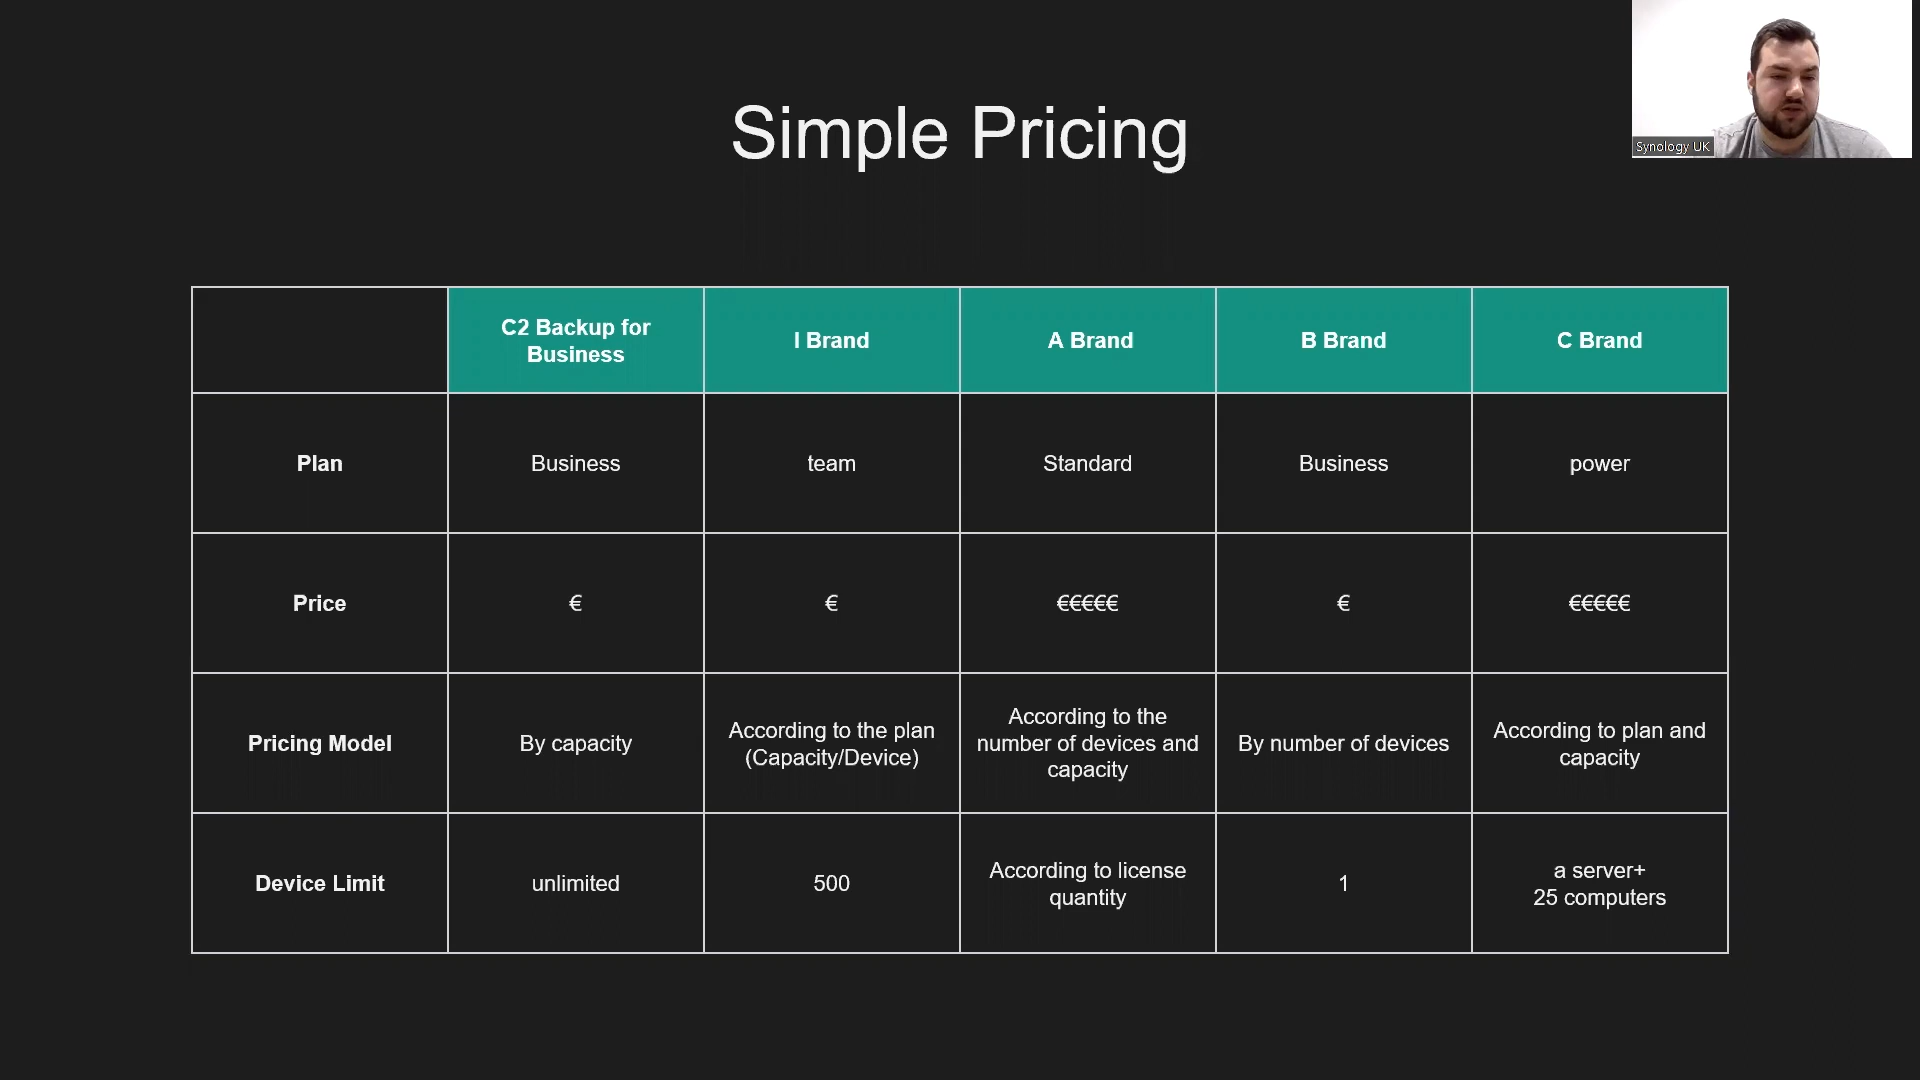 Synology UK
Simple Pricing
C2 Backup for
Business
I Brand
A Brand
B Brand
C Brand
Plan
Business
team
Standard
Business
power
Price
€
€
€€€€€
€
€€€€€
Pricing Model
By capacity
According to the plan
(Capacity/Device)
According to the
number of devices and
capacity
By number of devices
According to plan and
capacity
Device Limit
unlimited
500
According to license
quantity
1
a server+
25 computers